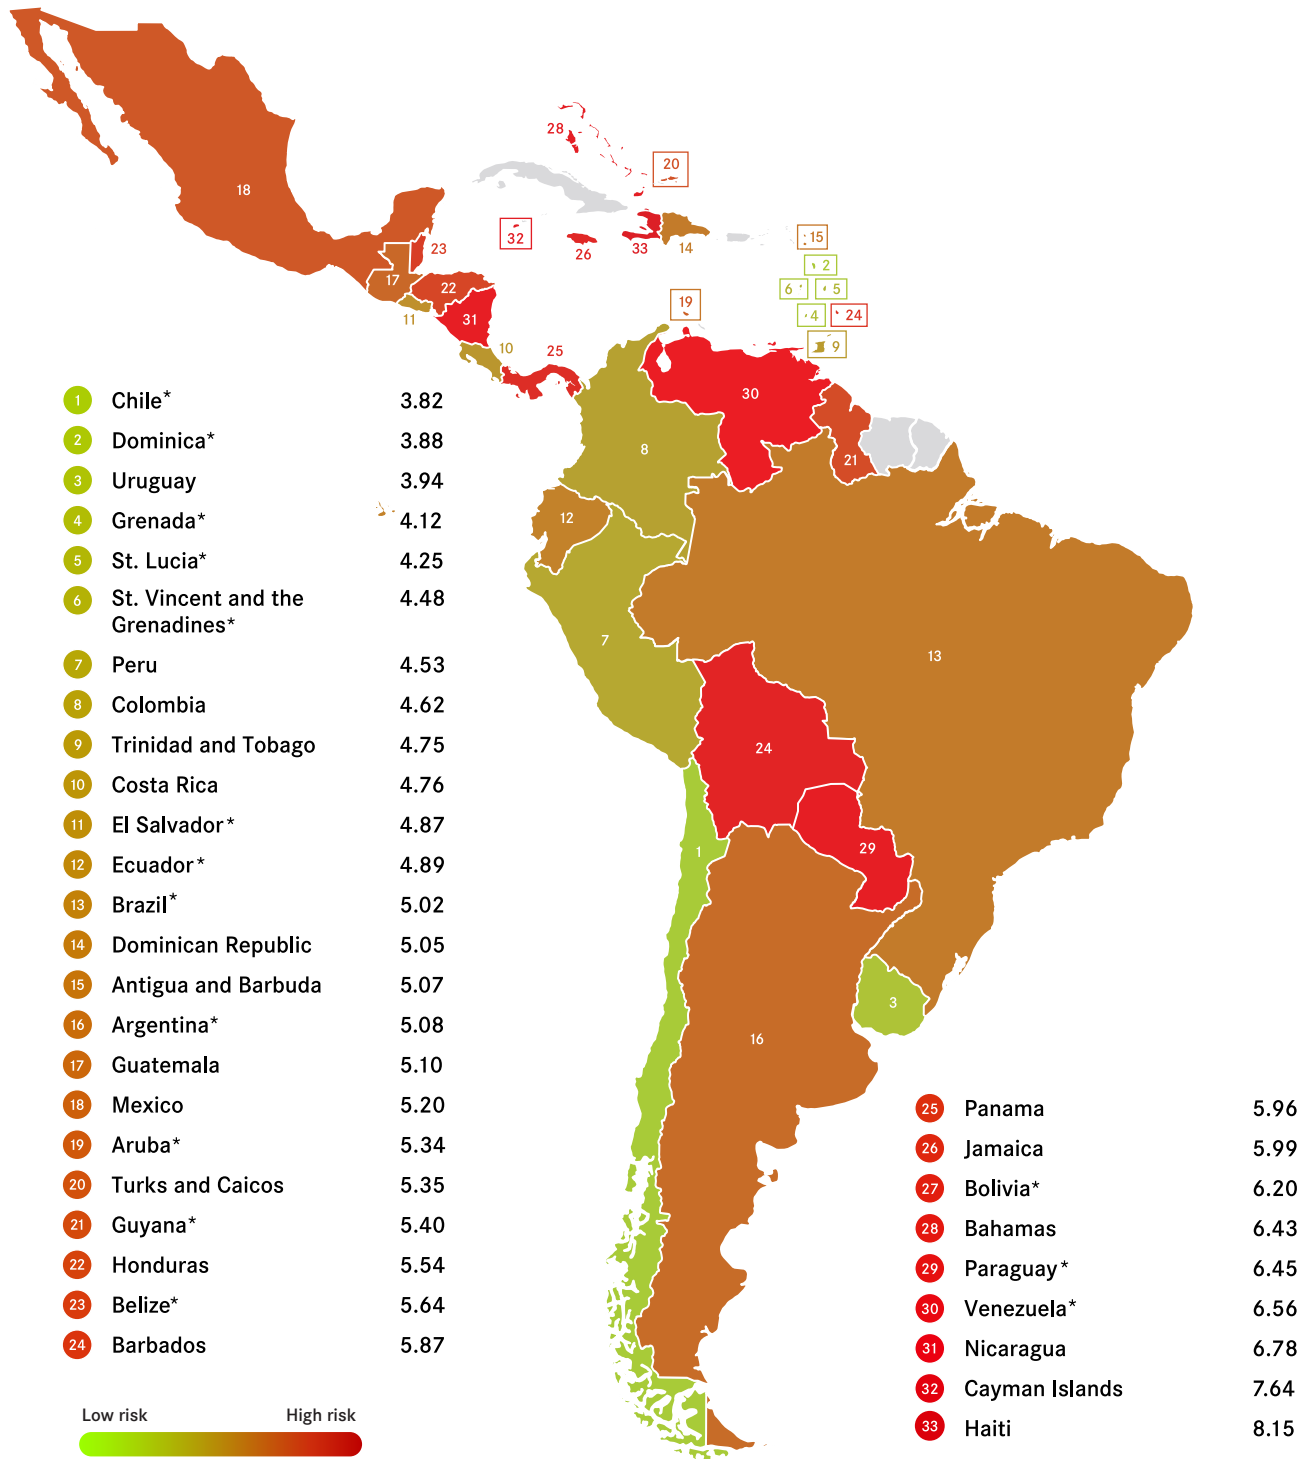 28
20
18
32
26
33
14
15
23
2
17
22
6
5
19
4
24
11
31
9
10
25
30
8
21
12
7
13
24
29
1
3
16
1 Chile* 3.82
2 Dominica* 3.88
3 Uruguay 3.94
4 Grenada* 4.12
5 St. Lucia* 4.25
6 St. Vincent and the 4.48
Grenadines*
7 Peru 4.53
8 Colombia 4.62
9 Trinidad and Tobago 4.75
10 Costa Rica 4.76
11 El Salvador* 4.87
12 Ecuador* 4.89
13 Brazil* 5.02
14 Dominican Republic 5.05
15 Antigua and Barbuda 5.07
16 Argentina* 5.08
17 Guatemala 5.10
18 Mexico 5.20
19 Aruba* 5.34
20 Turks and Caicos 5.35
21 Guyana* 5.40
22 Honduras 5.54
23 Belize* 5.64
24 Barbados 5.87
25 Panama 5.96
26 Jamaica 5.99
27 Bolivia* 6.20
28 Bahamas 6.43
29 Paraguay* 6.45
30 Venezuela* 6.56
31 Nicaragua 6.78
32 Cayman Islands 7.64
33 Haiti 8.15
Low risk High risk